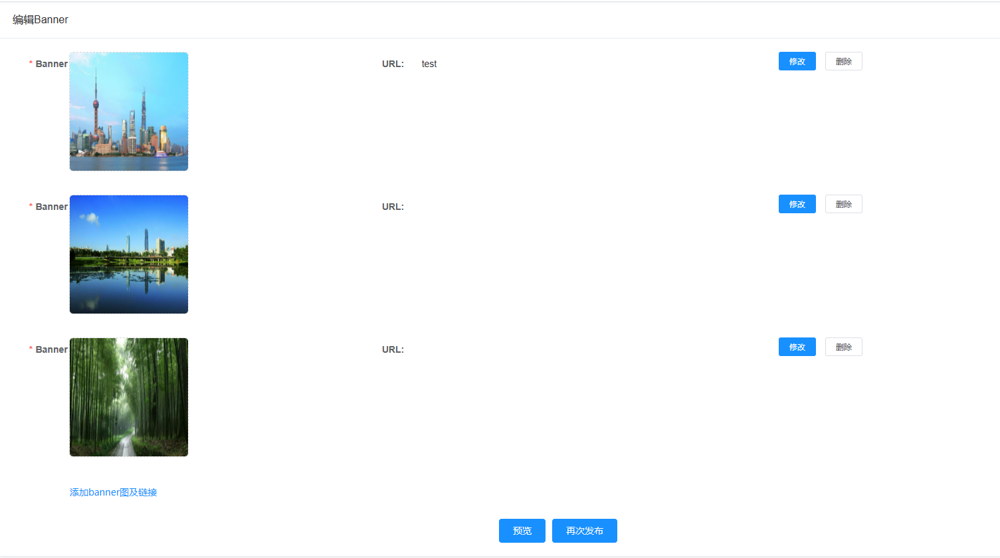 编辑Banner
* Banner URL: test 修改 删除
* Banner URL: 修改 删除
* Banner URL: 修改 删除
添加banner图及链接
预览 再次发布